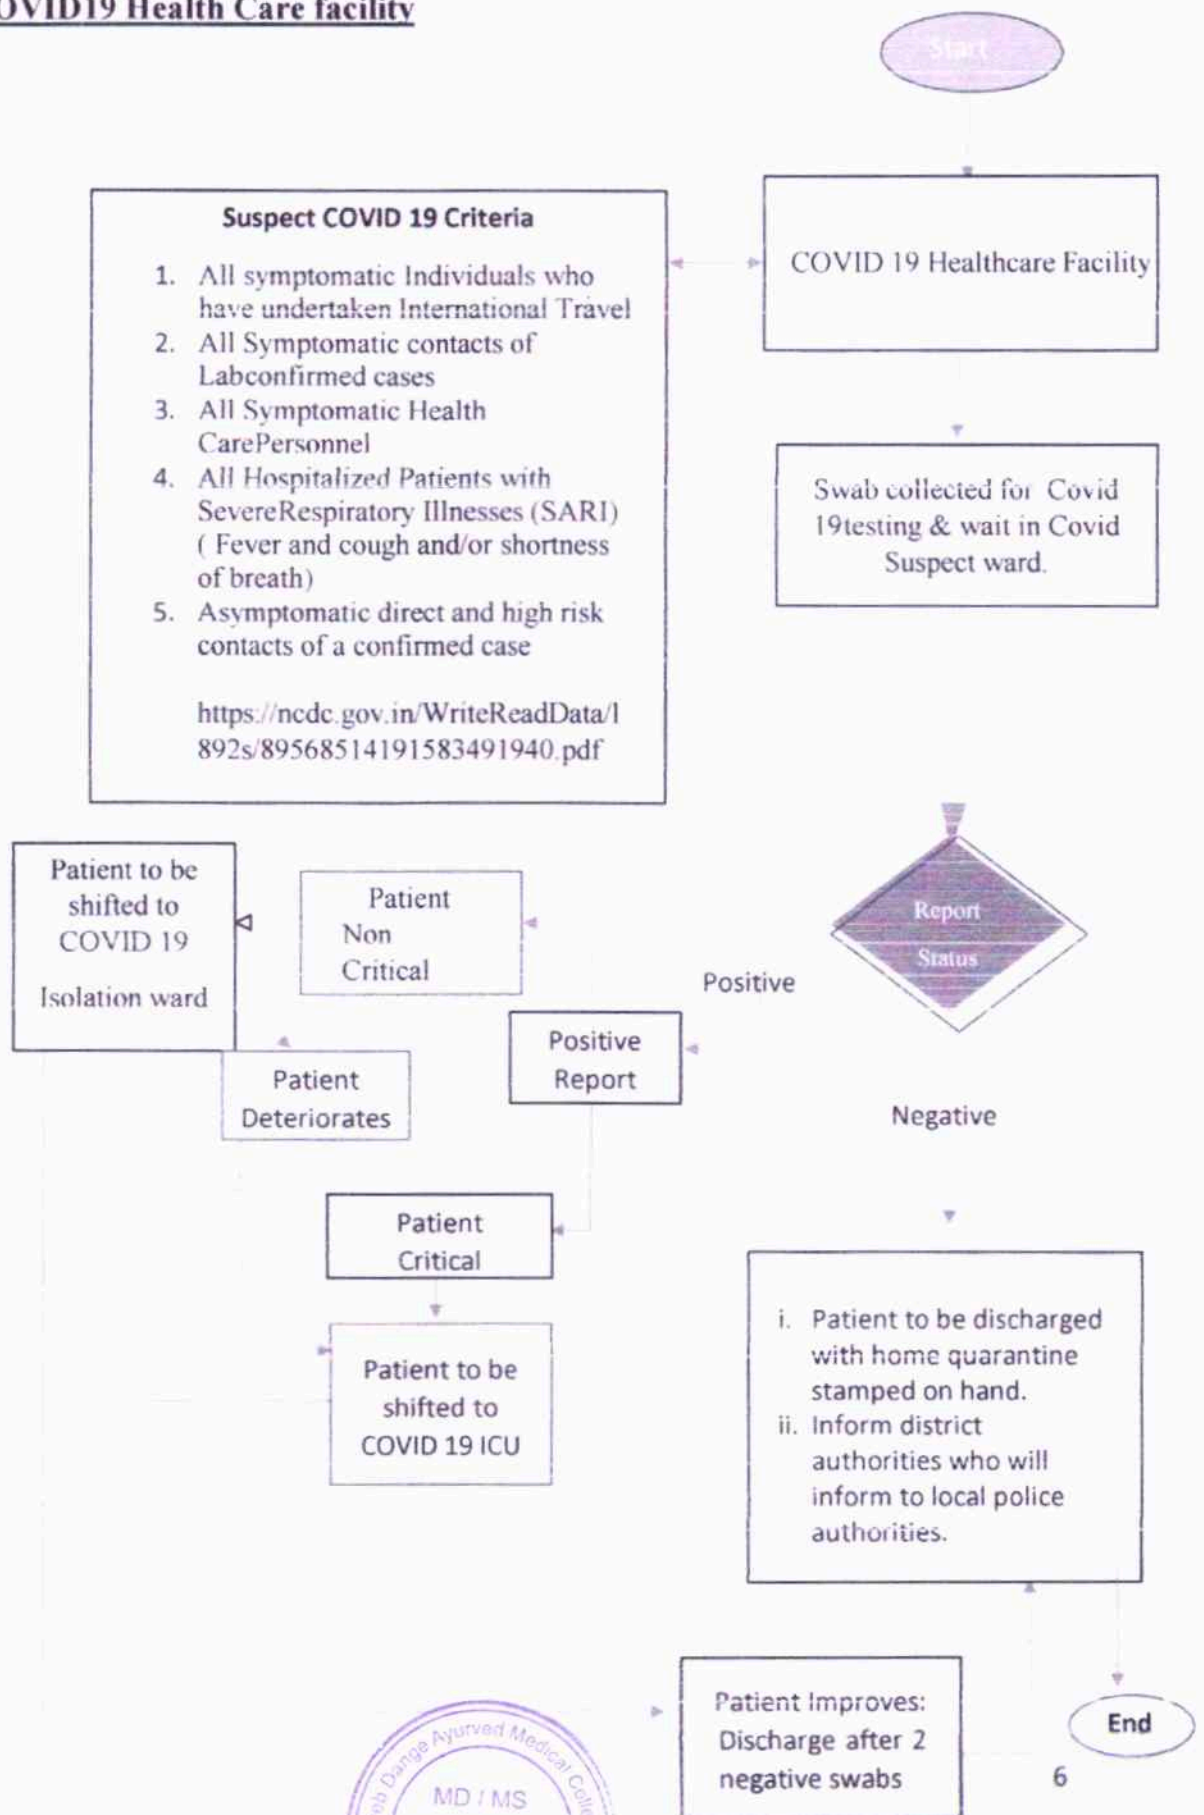 OVID19 Health Care facility
Start
Suspect COVID 19 Criteria
1. All symptomatic Individuals who
have undertaken International Travel
2. All Symptomatic contacts of
Labconfirmed cases
3. All Symptomatic Health
CarePersonnel
4. All Hospitalized Patients with
SevereRespiratory Illnesses (SARI)
( Fever and cough and/or shortness
of breath)
5. Asymptomatic direct and high risk
contacts of a confirmed case
https://ncdc.gov.in/WriteReadData/l
892s/89568514191583491940.pdf
COVID 19 Healthcare Facility
Swab collected for Covid
19testing & wait in Covid
Suspect ward.
Report
Status
Positive
Negative
Patient to be
shifted to
COVID 19
Isolation ward
Patient
Non
Critical
Positive
Report
Patient
Deteriorates
Patient
Critical
Patient to be
shifted to
COVID 19 ICU
i. Patient to be discharged
with home quarantine
stamped on hand.
ii. Inform district
authorities who will
inform to local police
authorities.
Patient Improves:
Discharge after 2
negative swabs
End
6
Dange Ayurved Medical
MD / MS